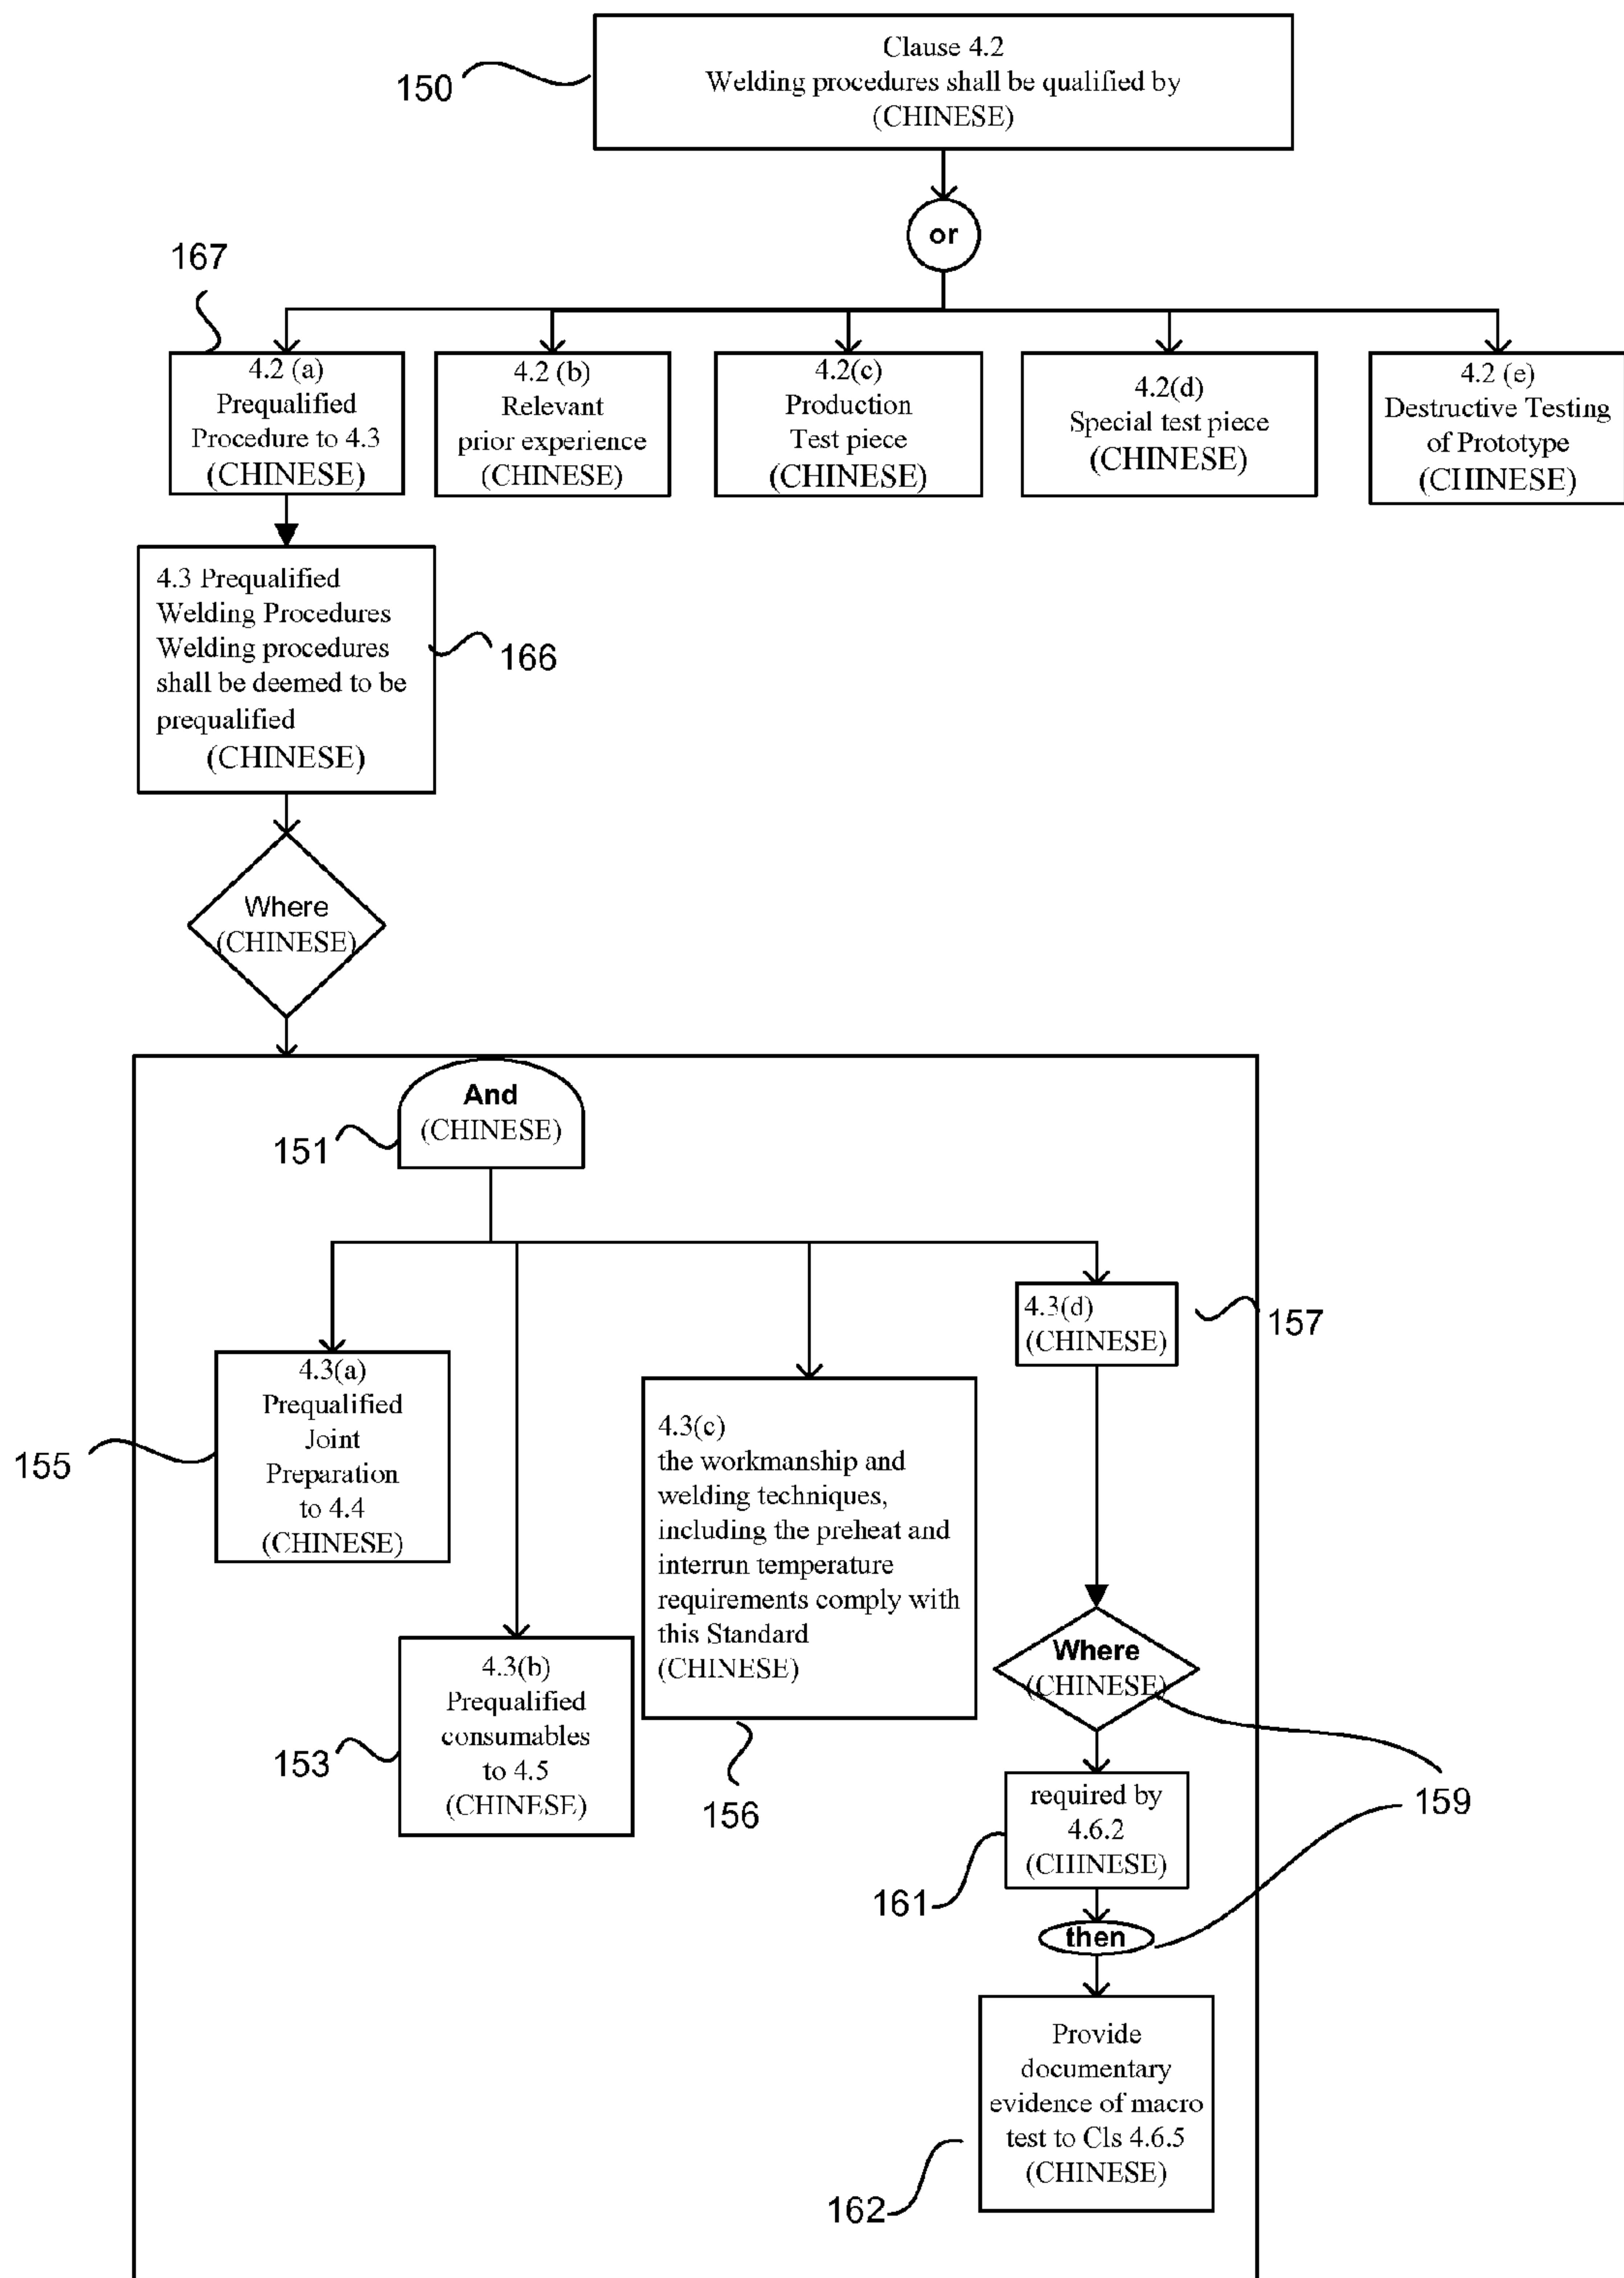 Clause 4.2
Welding procedures shall be qualified by
(CHINESE)
150
or
167
4.2 (a)
Prequalified
Procedure to 4.3
(CHINESE)
4.2 (b)
Relevant
prior experience
(CHINESE)
4.2(c)
Production
Test piece
(CHINESE)
4.2(d)
Special test piece
(CHINESE)
4.2 (e)
Destructive Testing
of Prototype
(CHINESE)
4.3 Prequalified
Welding Procedures
Welding procedures
shall be deemed to be
prequalified
(CHINESE)
166
Where
(CHINESE)
And
(CHINESE)
151
4.3(d)
(CHINESE)
157
4.3(a)
Prequalified
Joint
Preparation
to 4.4
(CHINESE)
155
4.3(c)
the workmanship and
welding techniques,
including the preheat and
interrun temperature
requirements comply with
this Standard
(CHINESE)
156
4.3(b)
Prequalified
consumables
to 4.5
(CHINESE)
153
Where
(CHINESE)
159
required by
4.6.2
(CHINESE)
161
then
Provide
documentary
evidence of macro
test to Cls 4.6.5
(CHINESE)
162